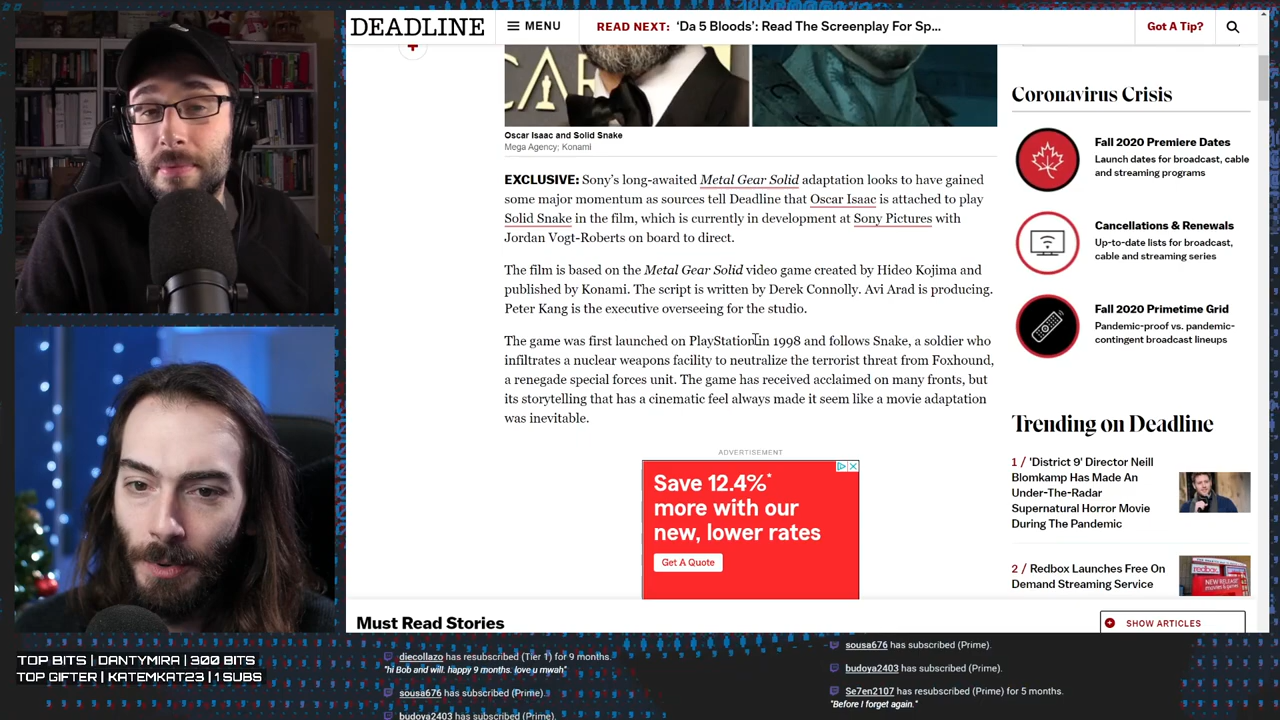 DEADLINE
MENU
READ NEXT: ‘Da 5 Bloods’: Read The Screenplay For Sp...
Got A Tip?
Oscar Isaac and Solid Snake
Mega Agency; Konami
EXCLUSIVE: Sony’s long-awaited Metal Gear Solid adaptation looks to have gained
some major momentum as sources tell Deadline that Oscar Isaac is attached to play
Solid Snake in the film, which is currently in development at Sony Pictures with
Jordan Vogt-Roberts on board to direct.
The film is based on the Metal Gear Solid video game created by Hideo Kojima and
published by Konami. The script is written by Derek Connolly. Avi Arad is producing.
Peter Kang is the executive overseeing for the studio.
The game was first launched on PlayStation in 1998 and follows Snake, a soldier who
infiltrates a nuclear weapons facility to neutralize the terrorist threat from Foxhound,
a renegade special forces unit. The game has received acclaimed on many fronts, but
its storytelling that has a cinematic feel always made it seem like a movie adaptation
was inevitable.
ADVERTISEMENT
Save 12.4%*
more with our
new, lower rates
Get A Quote
Must Read Stories
SHOW ARTICLES
Coronavirus Crisis
Fall 2020 Premiere Dates
Launch dates for broadcast, cable
and streaming programs
Cancellations & Renewals
Up-to-date lists for broadcast,
cable and streaming series
Fall 2020 Primetime Grid
Pandemic-proof vs. pandemic-
contingent broadcast lineups
Trending on Deadline
1 / 'District 9' Director Neill
Blomkamp Has Made An
Under-The-Radar
Supernatural Horror Movie
During The Pandemic
2 / Redbox Launches Free On
Demand Streaming Service
TOP BITS | DANTYMIRA | 300 BITS
TOP GIFTER | KATEMKAT23 | 1 SUBS
diecollazo has resubscribed (Tier 1) for 9 months.
"hi Bob and will. happy 9 months. love u mwah"
sousa676 has subscribed (Prime).
budoya2403 has subscribed (Prime).
sousa676 has subscribed (Prime).
budoya2403 has subscribed (Prime).
Se7en2107 has resubscribed (Prime) for 5 months.
"Before I forget again."